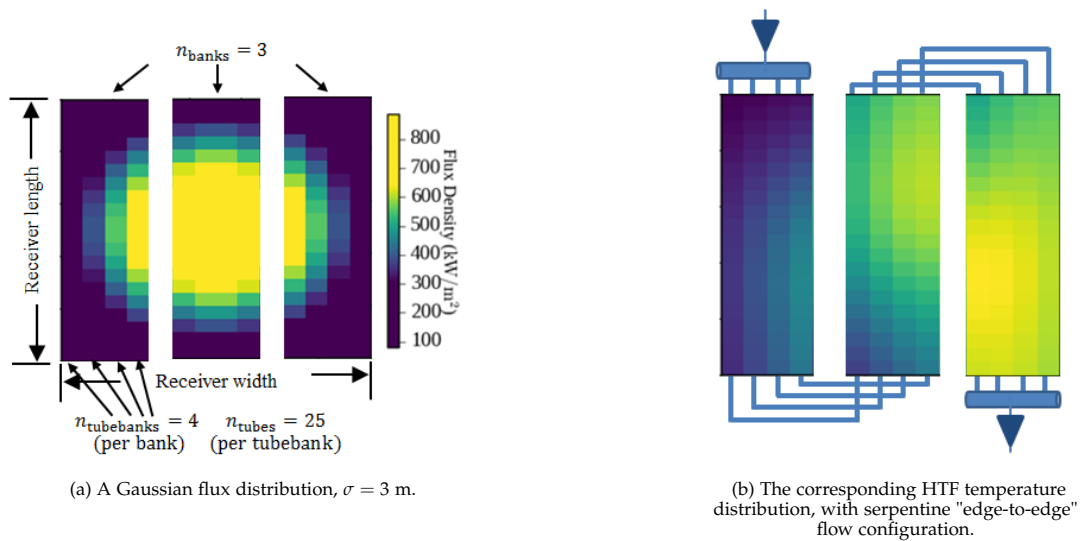 n_banks = 3
Receiver length
800
700
600
500
400
300
200
100
Flux Density (kW/m²)
Receiver width
n_tubebanks = 4 n_tubes = 25
(per bank) (per tubebank)
(a) A Gaussian flux distribution, σ = 3 m.
(b) The corresponding HTF temperature
distribution, with serpentine "edge-to-edge"
flow configuration.